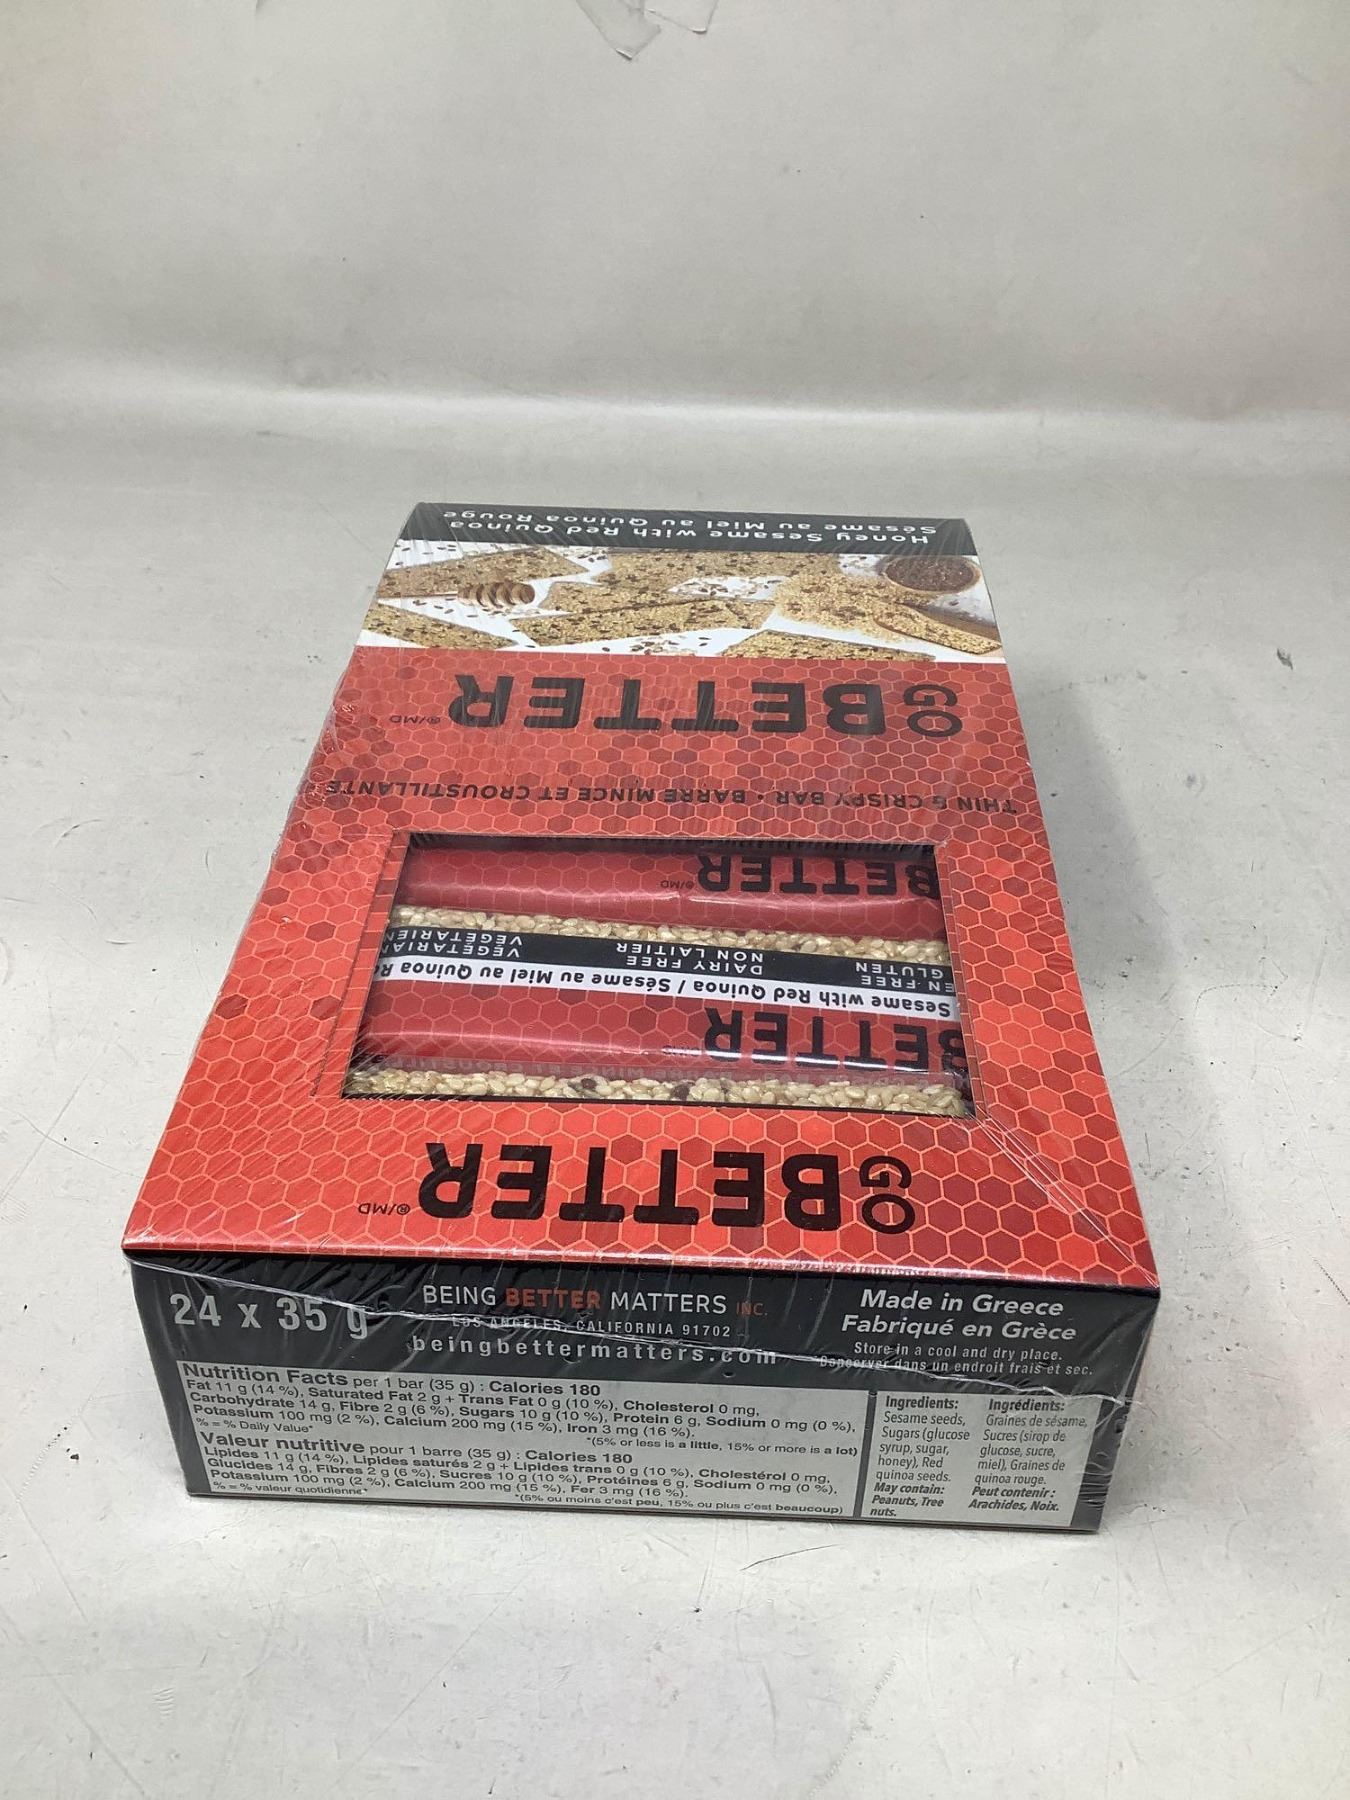 Honey Sesame with Red Quinoa
Sésame au Miel au Quinoa Rouge
GO BETTER ®/MD
THIN & CRISPY BAR • BARRE MINCE ET CROUSTILLANTE
BETTER ®/MD
EN-FREE
GLUTEN
DAIRY FREE
NON LAITIER
VEGETARIAN
VÉGÉTARIEN
Sesame with Red Quinoa / Sésame au Miel au Quinoa
BETTER
BARRE MINCE ET
GO BETTER ®/MD
24 x 35 g
BEING BETTER MATTERS INC.
LOS ANGELES, CALIFORNIA 91702
beingbettermatters.com
Made in Greece
Fabriqué en Grèce
Store in a cool and dry place.
Conserver dans un endroit frais et sec.
Nutrition Facts per 1 bar (35 g) : Calories 180
Fat 11 g (14 %), Saturated Fat 2 g + Trans Fat 0 g (10 %), Cholesterol 0 mg,
Carbohydrate 14 g, Fibre 2 g (6 %), Sugars 10 g (10 %), Protein 6 g, Sodium 0 mg (0 %),
Potassium 100 mg (2 %), Calcium 200 mg (15 %), Iron 3 mg (16 %).
% = % Daily Value*
*(5% or less is a little, 15% or more is a lot)
Valeur nutritive pour 1 barre (35 g) : Calories 180
Lipides 11 g (14 %), Lipides saturés 2 g + Lipides trans 0 g (10 %), Cholestérol 0 mg,
Glucides 14 g, Fibres 2 g (6 %), Sucres 10 g (10 %), Protéines 6 g, Sodium 0 mg (0 %),
Potassium 100 mg (2 %), Calcium 200 mg (15 %), Fer 3 mg (16 %).
% = % valeur quotidienne*
*(5% ou moins c'est peu, 15% ou plus c'est beaucoup)
Ingredients:
Sesame seeds,
Sugars (glucose
syrup, sugar,
honey), Red
quinoa seeds.
May contain:
Peanuts, Tree
nuts.
Ingrédients:
Graines de sésame,
Sucres (sirop de
glucose, sucre,
miel), Graines de
quinoa rouge.
Peut contenir :
Arachides, Noix.